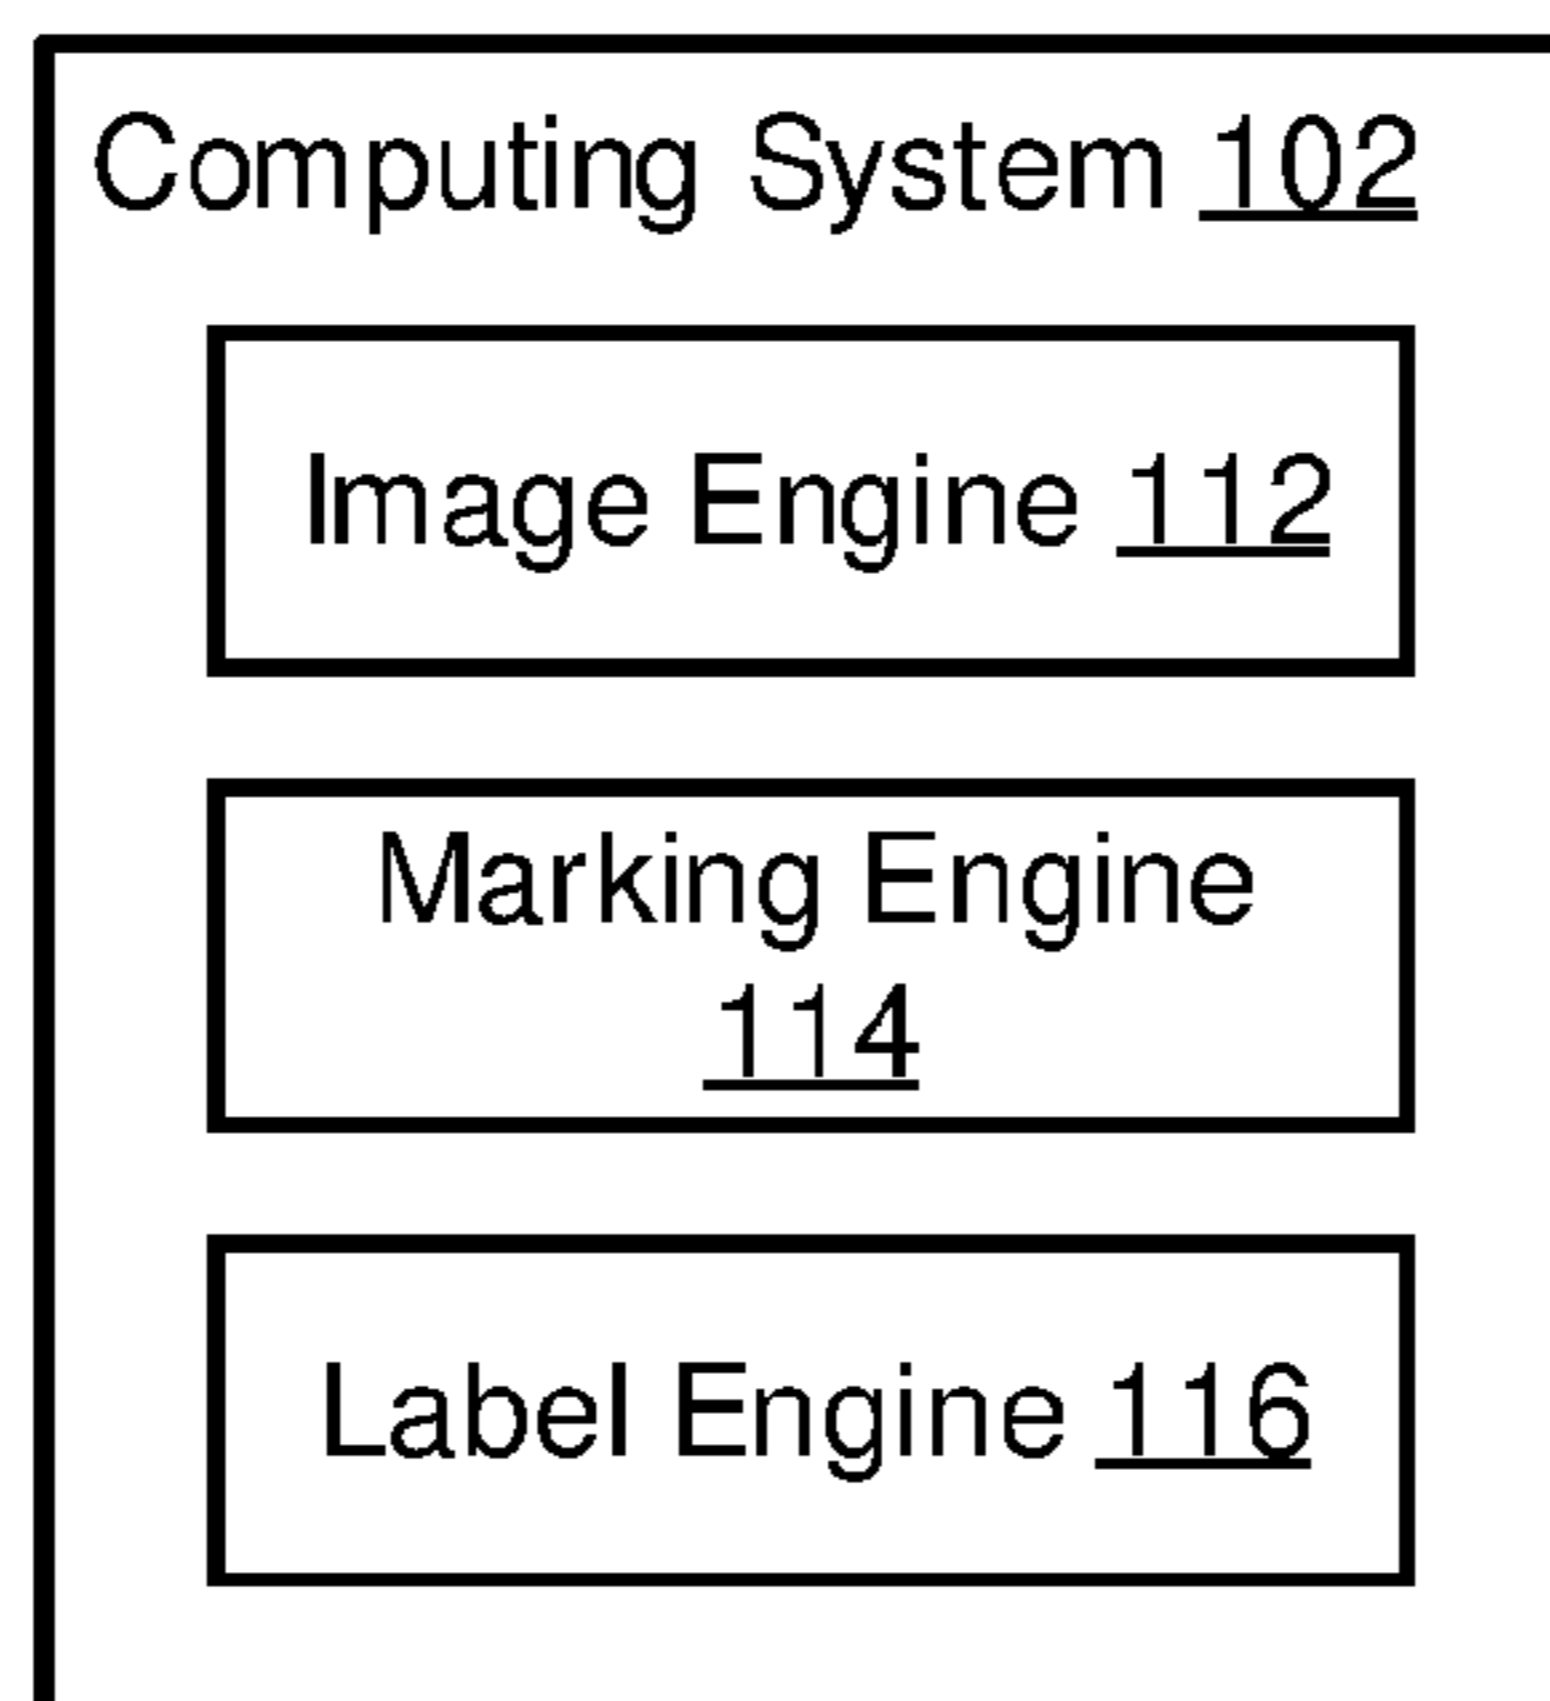 Computing System 102
Image Engine 112
Marking Engine
114
Label Engine 116